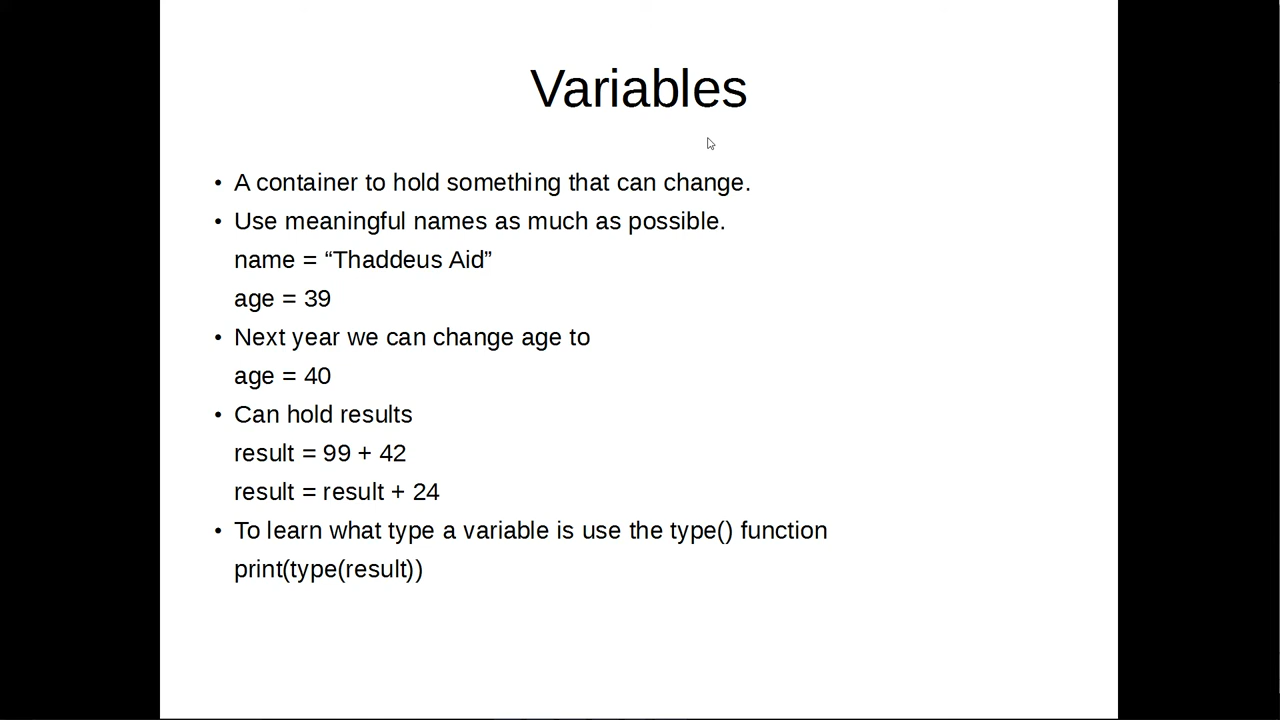 Variables
• A container to hold something that can change.
• Use meaningful names as much as possible.
name = “Thaddeus Aid”
age = 39
• Next year we can change age to
age = 40
• Can hold results
result = 99 + 42
result = result + 24
• To learn what type a variable is use the type() function
print(type(result))